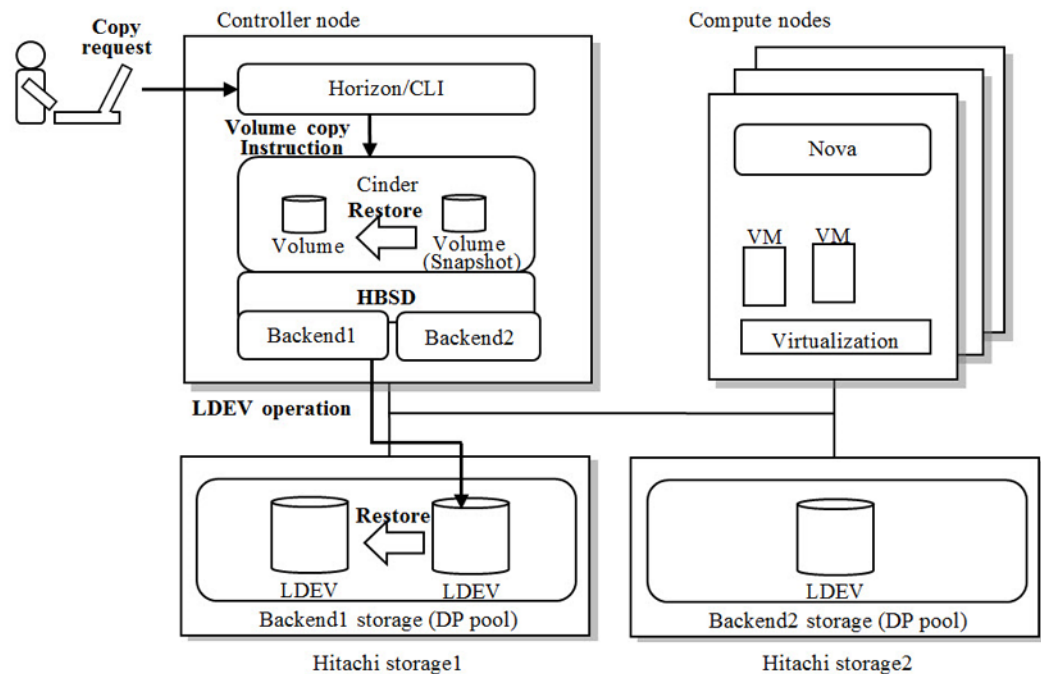 Controller node
Compute nodes
Copy
request
Horizon/CLI
Volume copy
Instruction
Cinder
Restore
Volume
Volume
(Snapshot)
HBSD
Backend1
Backend2
Nova
VM
VM
Virtualization
LDEV operation
Restore
LDEV
LDEV
Backend1 storage (DP pool)
LDEV
Backend2 storage (DP pool)
Hitachi storage1
Hitachi storage2